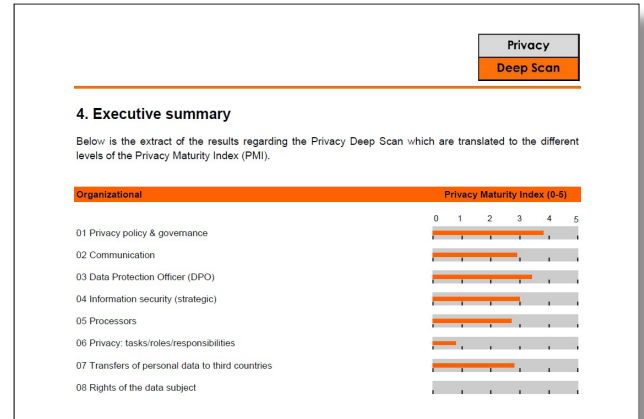 Privacy
Deep Scan
4. Executive summary
Below is the extract of the results regarding the Privacy Deep Scan which are translated to the different
levels of the Privacy Maturity Index (PMI).
Organizational Privacy Maturity Index (0-5)
0 1 2 3 4 5
01 Privacy policy & governance
02 Communication
03 Data Protection Officer (DPO)
04 Information security (strategic)
05 Processors
06 Privacy: tasks/roles/responsibilities
07 Transfers of personal data to third countries
08 Rights of the data subject